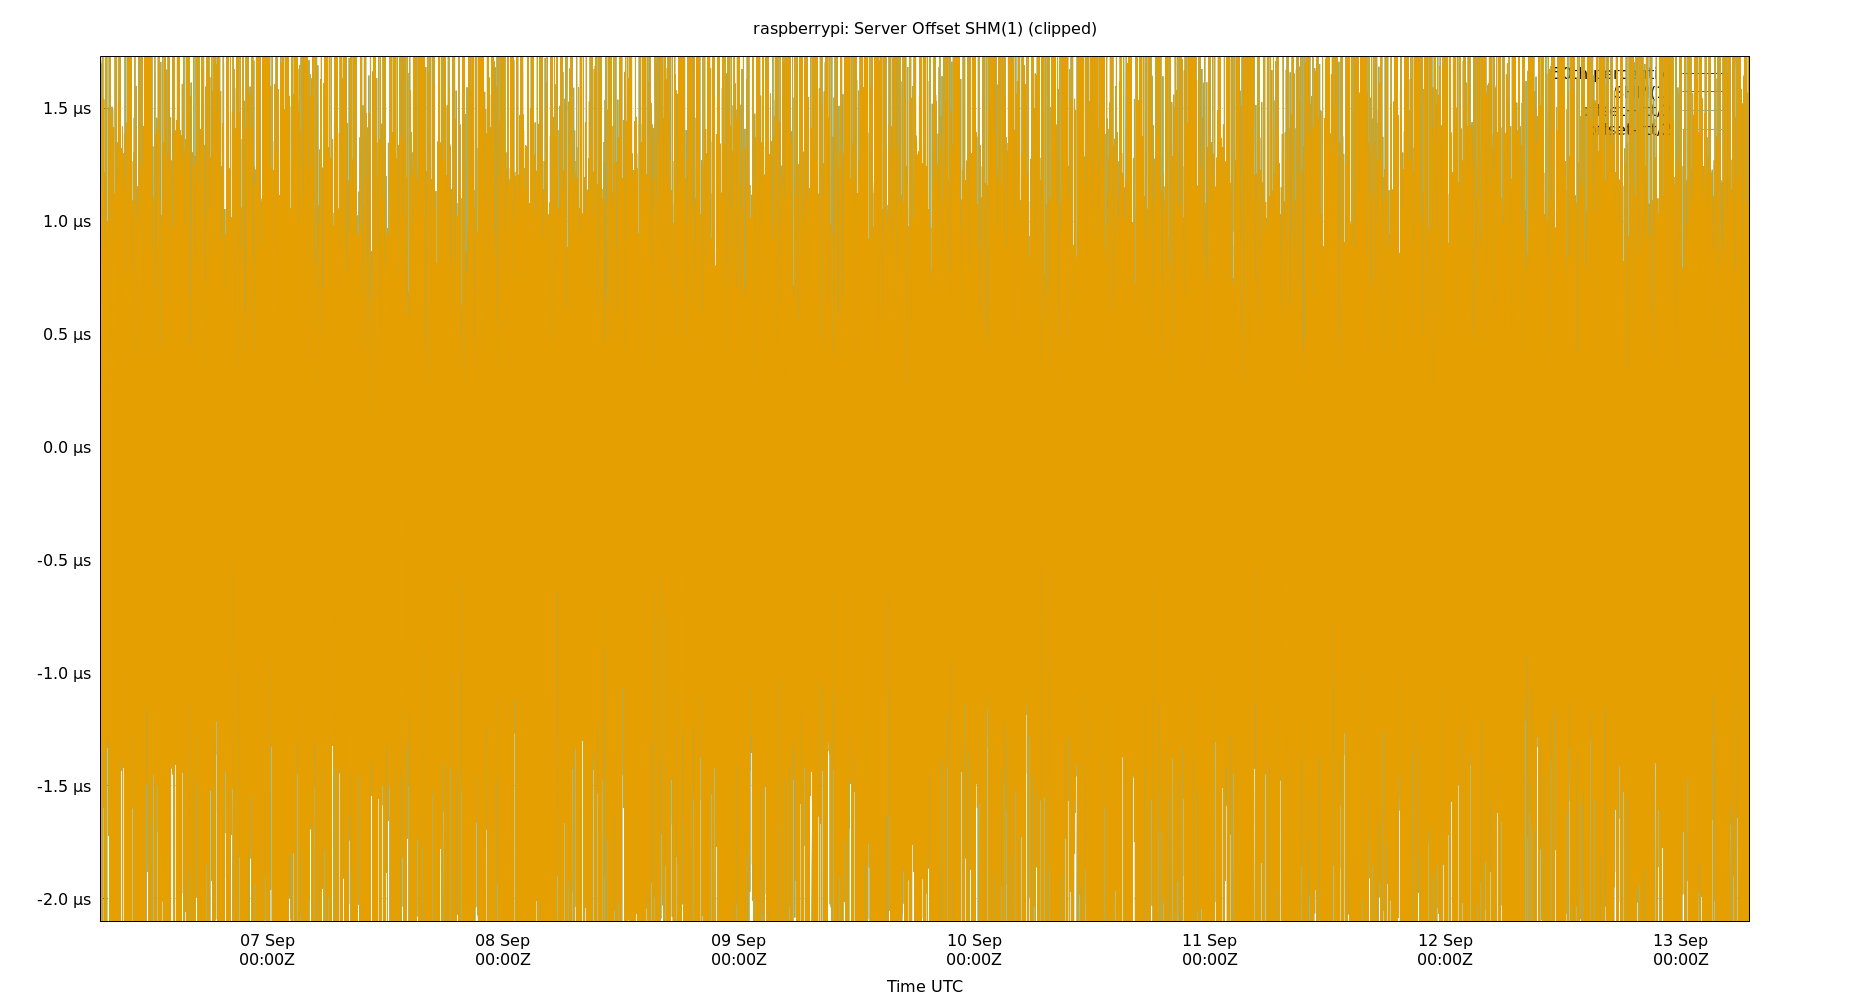 raspberrypi: Server Offset SHM(1) (clipped)
1.5 µs
1.0 µs
0.5 µs
0.0 µs
-0.5 µs
-1.0 µs
-1.5 µs
-2.0 µs
07 Sep 08 Sep 09 Sep 10 Sep 11 Sep 12 Sep 13 Sep
00:00Z 00:00Z 00:00Z 00:00Z 00:00Z 00:00Z 00:00Z
Time UTC